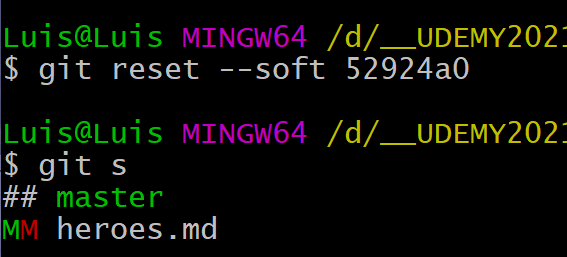 Luis@Luis MINGW64 /d/__UDEMY2021
$ git reset --soft 52924a0
Luis@Luis MINGW64 /d/__UDEMY2021
$ git s
## master
MM heroes.md